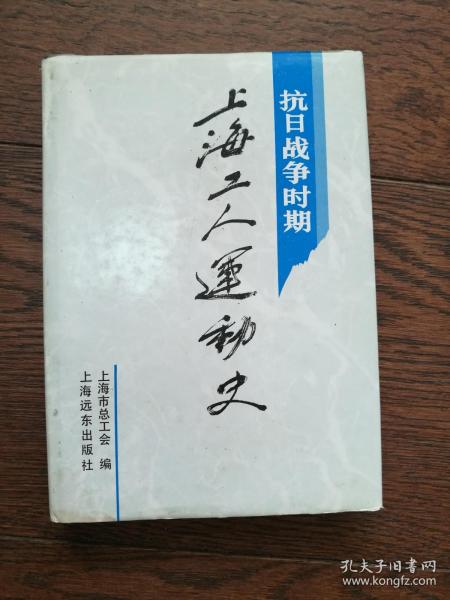 抗日战争时期
上海工人運動史
上海市总工会 编
上海远东出版社
孔夫子旧书网
www.kongfz.com